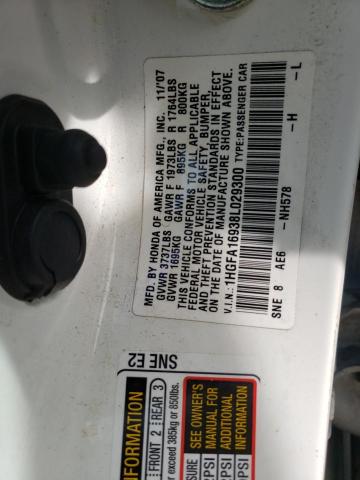 MFD. BY HONDA OF AMERICA MFG., INC. 11/07
GVWR 3737LBS GAWR F 1973LBS R 1764LBS
GVWR 1695KG GAWR F 895KG R 800KG
THIS VEHICLE CONFORMS TO ALL APPLICABLE
FEDERAL MOTOR VEHICLE SAFETY, BUMPER,
AND THEFT PREVENTION STANDARDS IN EFFECT
ON THE DATE OF MANUFACTURE SHOWN ABOVE.
V.I.N.: 1HGFA16938L029300 TYPE:PASSENGER CAR
SNE 8 AE6 -NH578 -H -L
SNE E2
INFORMATION
FRONT 2 REAR 3
exceed 385kg or 850lbs.
SEE OWNER'S
MANUAL FOR
ADDITIONAL
INFORMATION